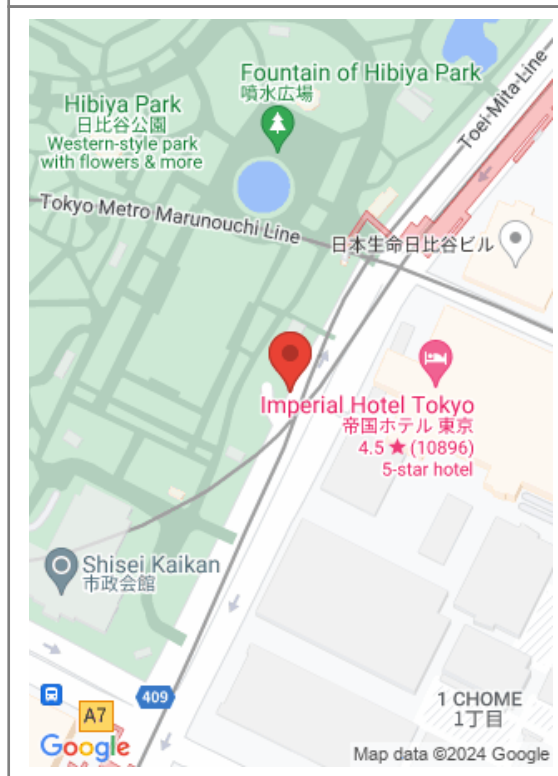 Fountain of Hibiya Park
噴水広場
Hibiya Park
日比谷公園
Western-style park
with flowers & more
Toei-Mita-Line
Tokyo Metro Marunouchi Line
日本生命日比谷ビル
Imperial Hotel Tokyo
帝国ホテル 東京
4.5 ★ (10896)
5-star hotel
Shisei Kaikan
市政会館
409
A7
1 CHOME
1丁目
Google
Map data ©2024 Google